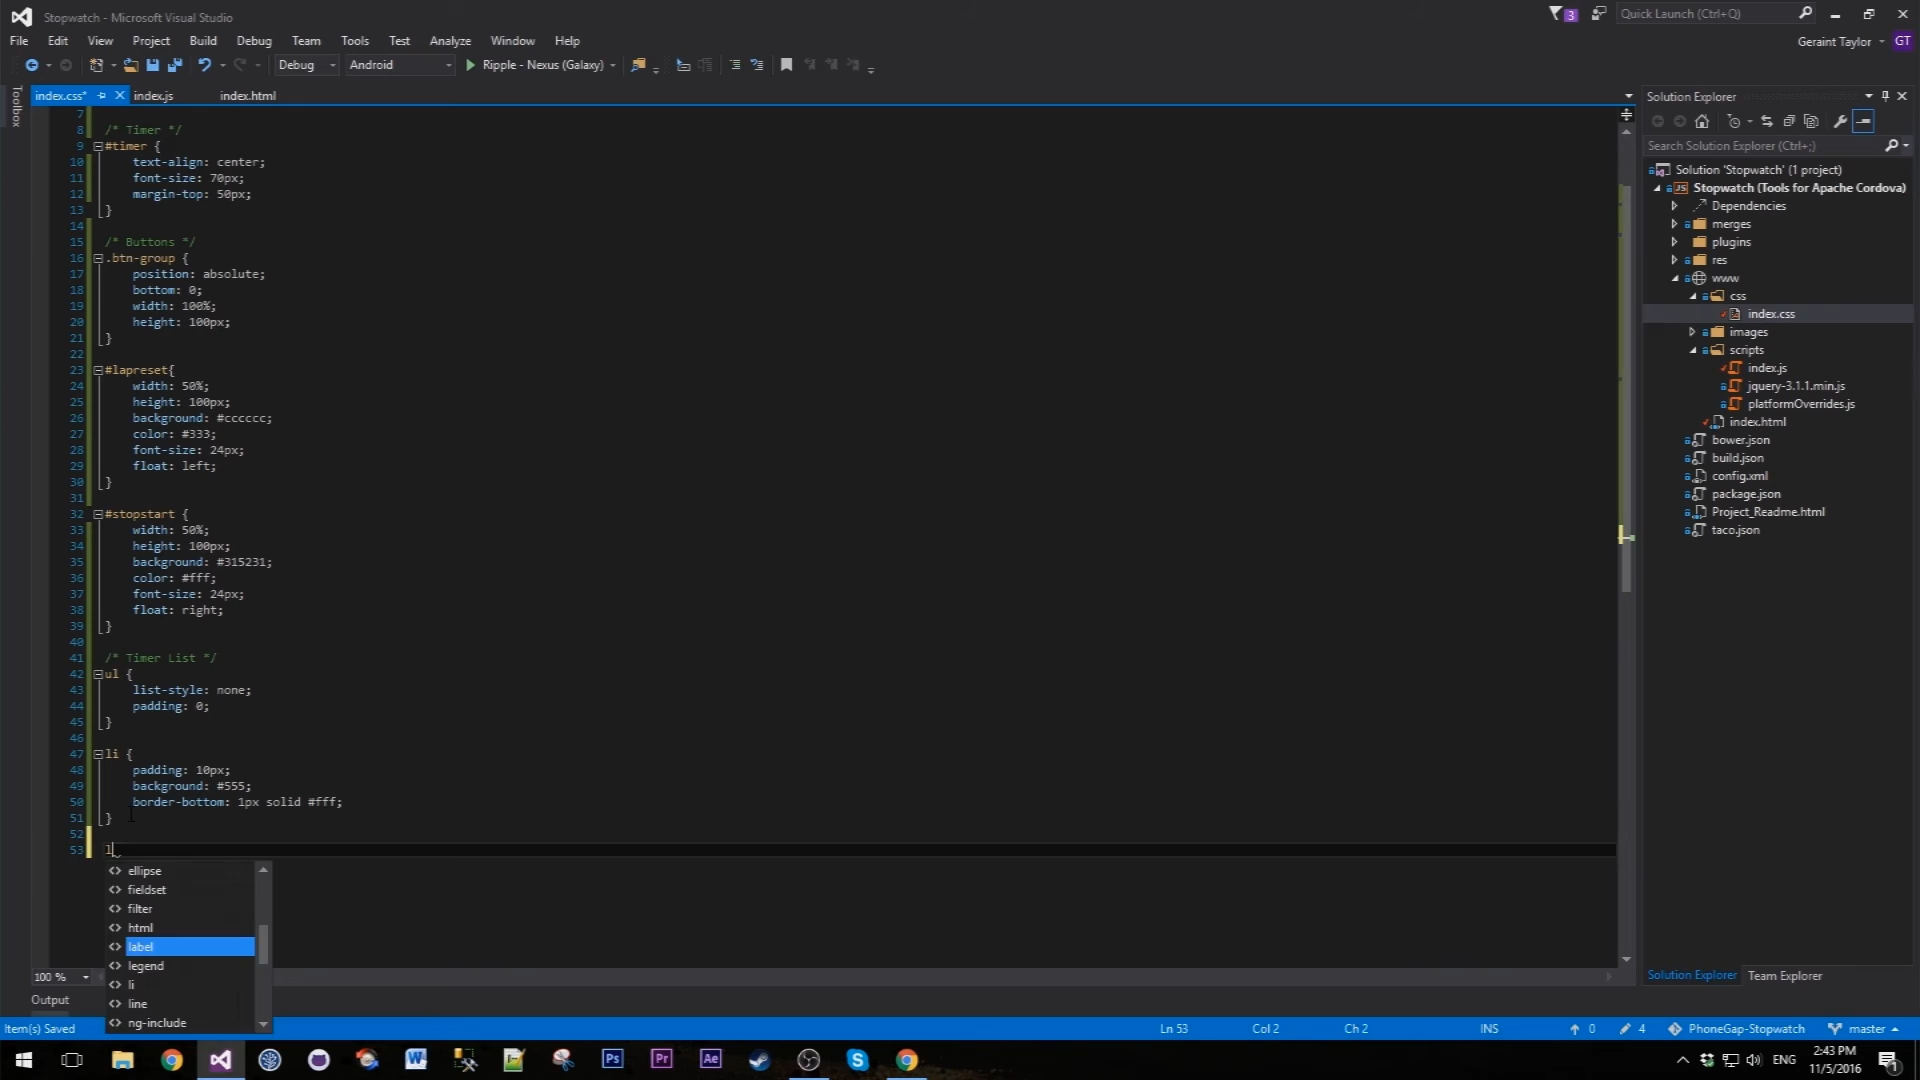 Stopwatch - Microsoft Visual Studio
3
Quick Launch (Ctrl+Q)
File Edit View Project Build Debug Team Tools Test Analyze Window Help
Geraint Taylor GT
Debug Android Ripple - Nexus (Galaxy)
Toolbox
index.css* index.js index.html
7
8 /* Timer */
9 #timer {
10 text-align: center;
11 font-size: 70px;
12 margin-top: 50px;
13 }
14
15 /* Buttons */
16 .btn-group {
17 position: absolute;
18 bottom: 0;
19 width: 100%;
20 height: 100px;
21 }
22
23 #lapreset{
24 width: 50%;
25 height: 100px;
26 background: #cccccc;
27 color: #333;
28 font-size: 24px;
29 float: left;
30 }
31
32 #stopstart {
33 width: 50%;
34 height: 100px;
35 background: #315231;
36 color: #fff;
37 font-size: 24px;
38 float: right;
39 }
40
41 /* Timer List */
42 ul {
43 list-style: none;
44 padding: 0;
45 }
46
47 li {
48 padding: 10px;
49 background: #555;
50 border-bottom: 1px solid #fff;
51 }
52
53 l
<> ellipse
<> fieldset
<> filter
<> html
<> label
<> legend
<> li
<> line
<> ng-include
100 %
Output
Solution Explorer
Search Solution Explorer (Ctrl+;)
Solution 'Stopwatch' (1 project)
JS Stopwatch (Tools for Apache Cordova)
Dependencies
merges
plugins
res
www
css
index.css
images
scripts
index.js
jquery-3.1.1.min.js
platformOverrides.js
index.html
bower.json
build.json
config.xml
package.json
Project_Readme.html
taco.json
Solution Explorer Team Explorer
Item(s) Saved Ln 53 Col 2 Ch 2 INS 0 4 PhoneGap-Stopwatch master
W Ps Pr Ae S
ENG
2:43 PM
11/5/2016
1